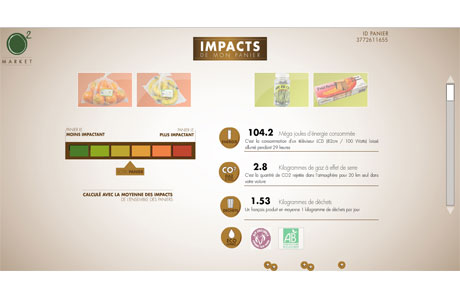 O2
MARKET
IMPACTS
DE MON PANIER
ID PANIER
3772611655
PANIER LE
MOINS IMPACTANT
PANIER LE
PLUS IMPACTANT
VOTRE PANIER
CALCULÉ AVEC LA MOYENNE DES IMPACTS
DE L'ENSEMBLE DES PANIERS
104.2 Méga joules d'énergie consommée
C'est la consommation d'un téléviseur LCD (82cm / 100 Watts) laissé
allumé pendant 29 heures
CO2
2.8 Kilogrammes de gaz à effet de serre
C'est la quantité de CO2 rejetée dans l'atmosphère pour 20 km seul dans
votre voiture
1.53 Kilogrammes de déchets
Un français produit en moyenne 1 kilogramme de déchets par jour
AB